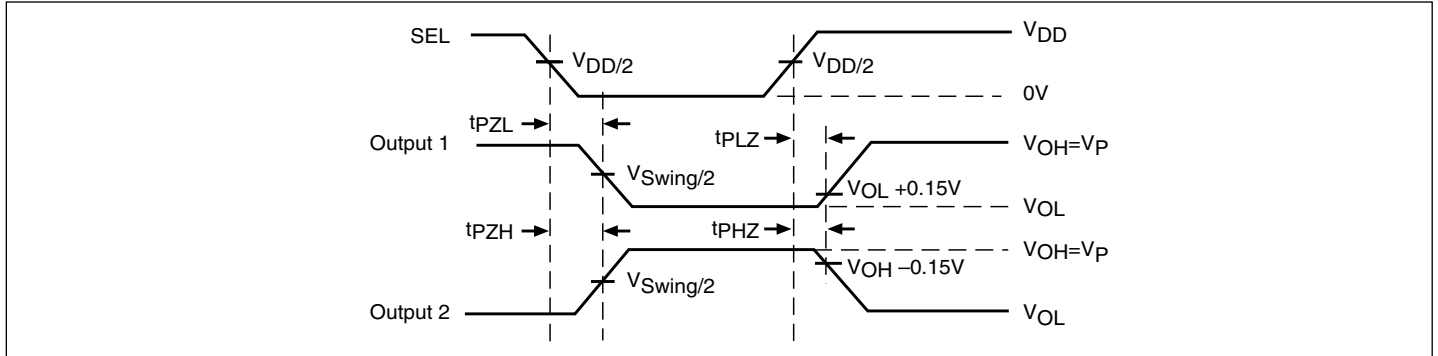 SEL
VDD/2
VDD/2
VDD
0V
tPZL
tPLZ
Output 1
VOH=VP
VSwing/2
VOL +0.15V
VOL
tPZH
tPHZ
VOH=VP
VOH –0.15V
VSwing/2
Output 2
VOL